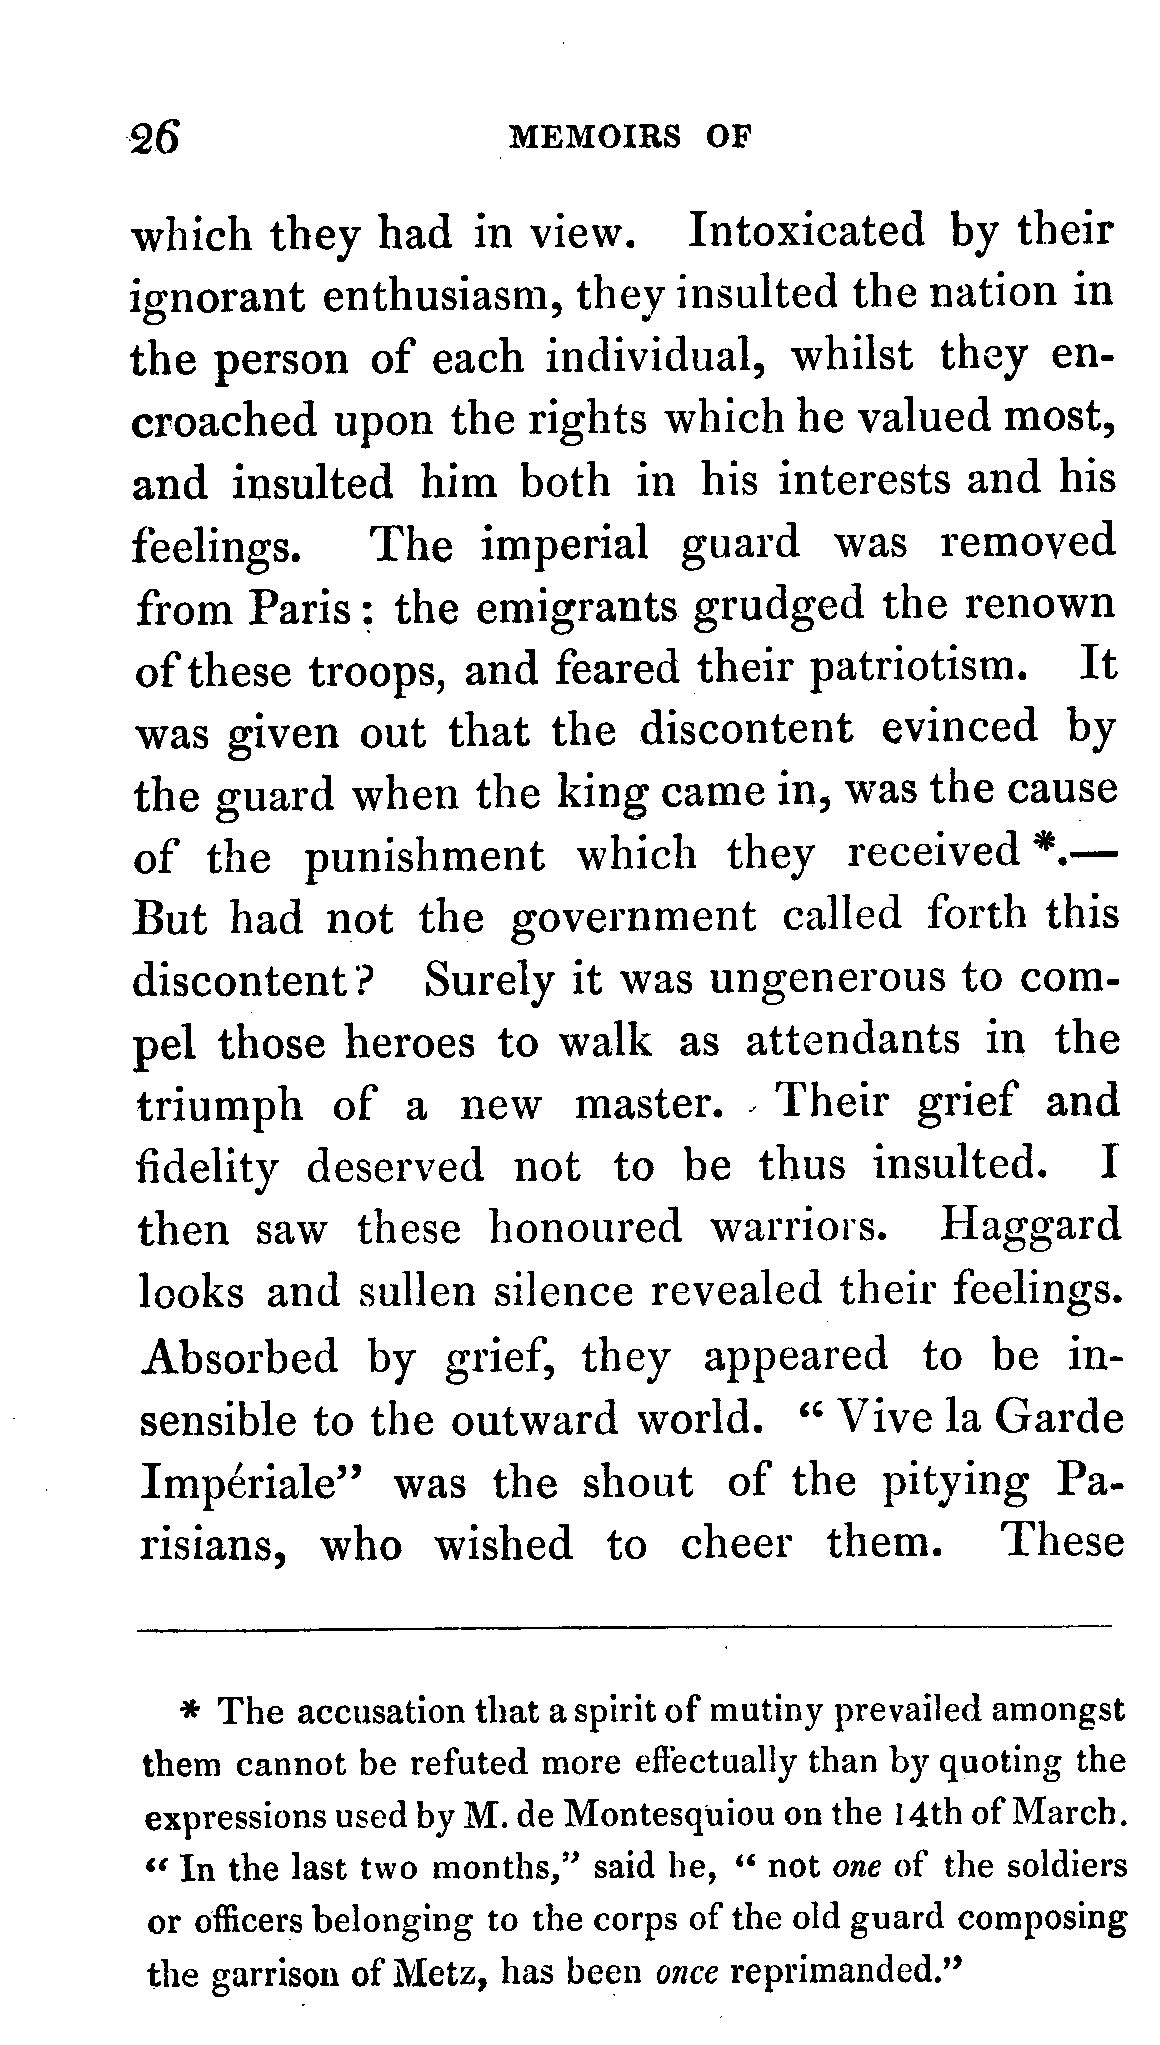 26 MEMOIRS OF
which they had in view. Intoxicated by their
ignorant enthusiasm, they insulted the nation in
the person of each individual, whilst they en-
croached upon the rights which he valued most,
and insulted him both in his interests and his
feelings. The imperial guard was removed
from Paris : the emigrants grudged the renown
of these troops, and feared their patriotism. It
was given out that the discontent evinced by
the guard when the king came in, was the cause
of the punishment which they received *.—
But had not the government called forth this
discontent ? Surely it was ungenerous to com-
pel those heroes to walk as attendants in the
triumph of a new master. Their grief and
fidelity deserved not to be thus insulted. I
then saw these honoured warriors. Haggard
looks and sullen silence revealed their feelings.
Absorbed by grief, they appeared to be in-
sensible to the outward world. “ Vive la Garde
Impériale” was the shout of the pitying Pa-
risians, who wished to cheer them. These
* The accusation that a spirit of mutiny prevailed amongst
them cannot be refuted more effectually than by quoting the
expressions used by M. de Montesquiou on the 14th of March.
“ In the last two months,” said he, “ not one of the soldiers
or officers belonging to the corps of the old guard composing
the garrison of Metz, has been once reprimanded.”